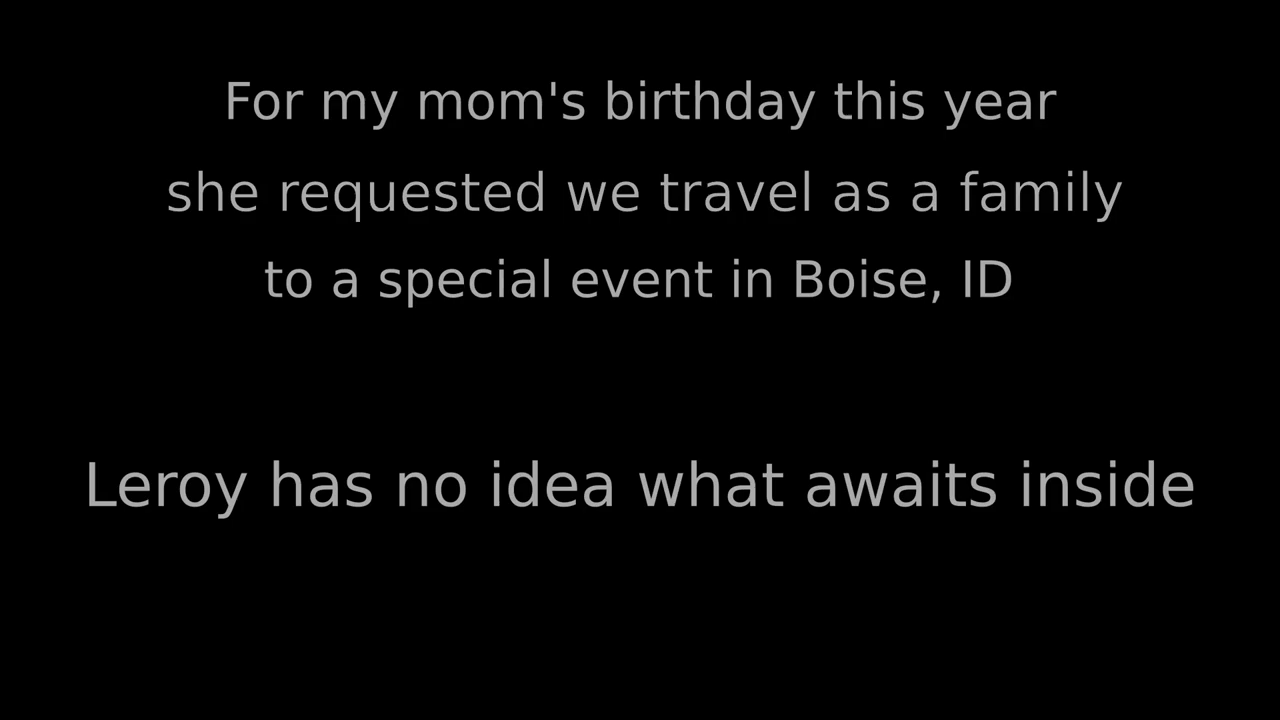 For my mom's birthday this year
she requested we travel as a family
to a special event in Boise, ID
Leroy has no idea what awaits inside